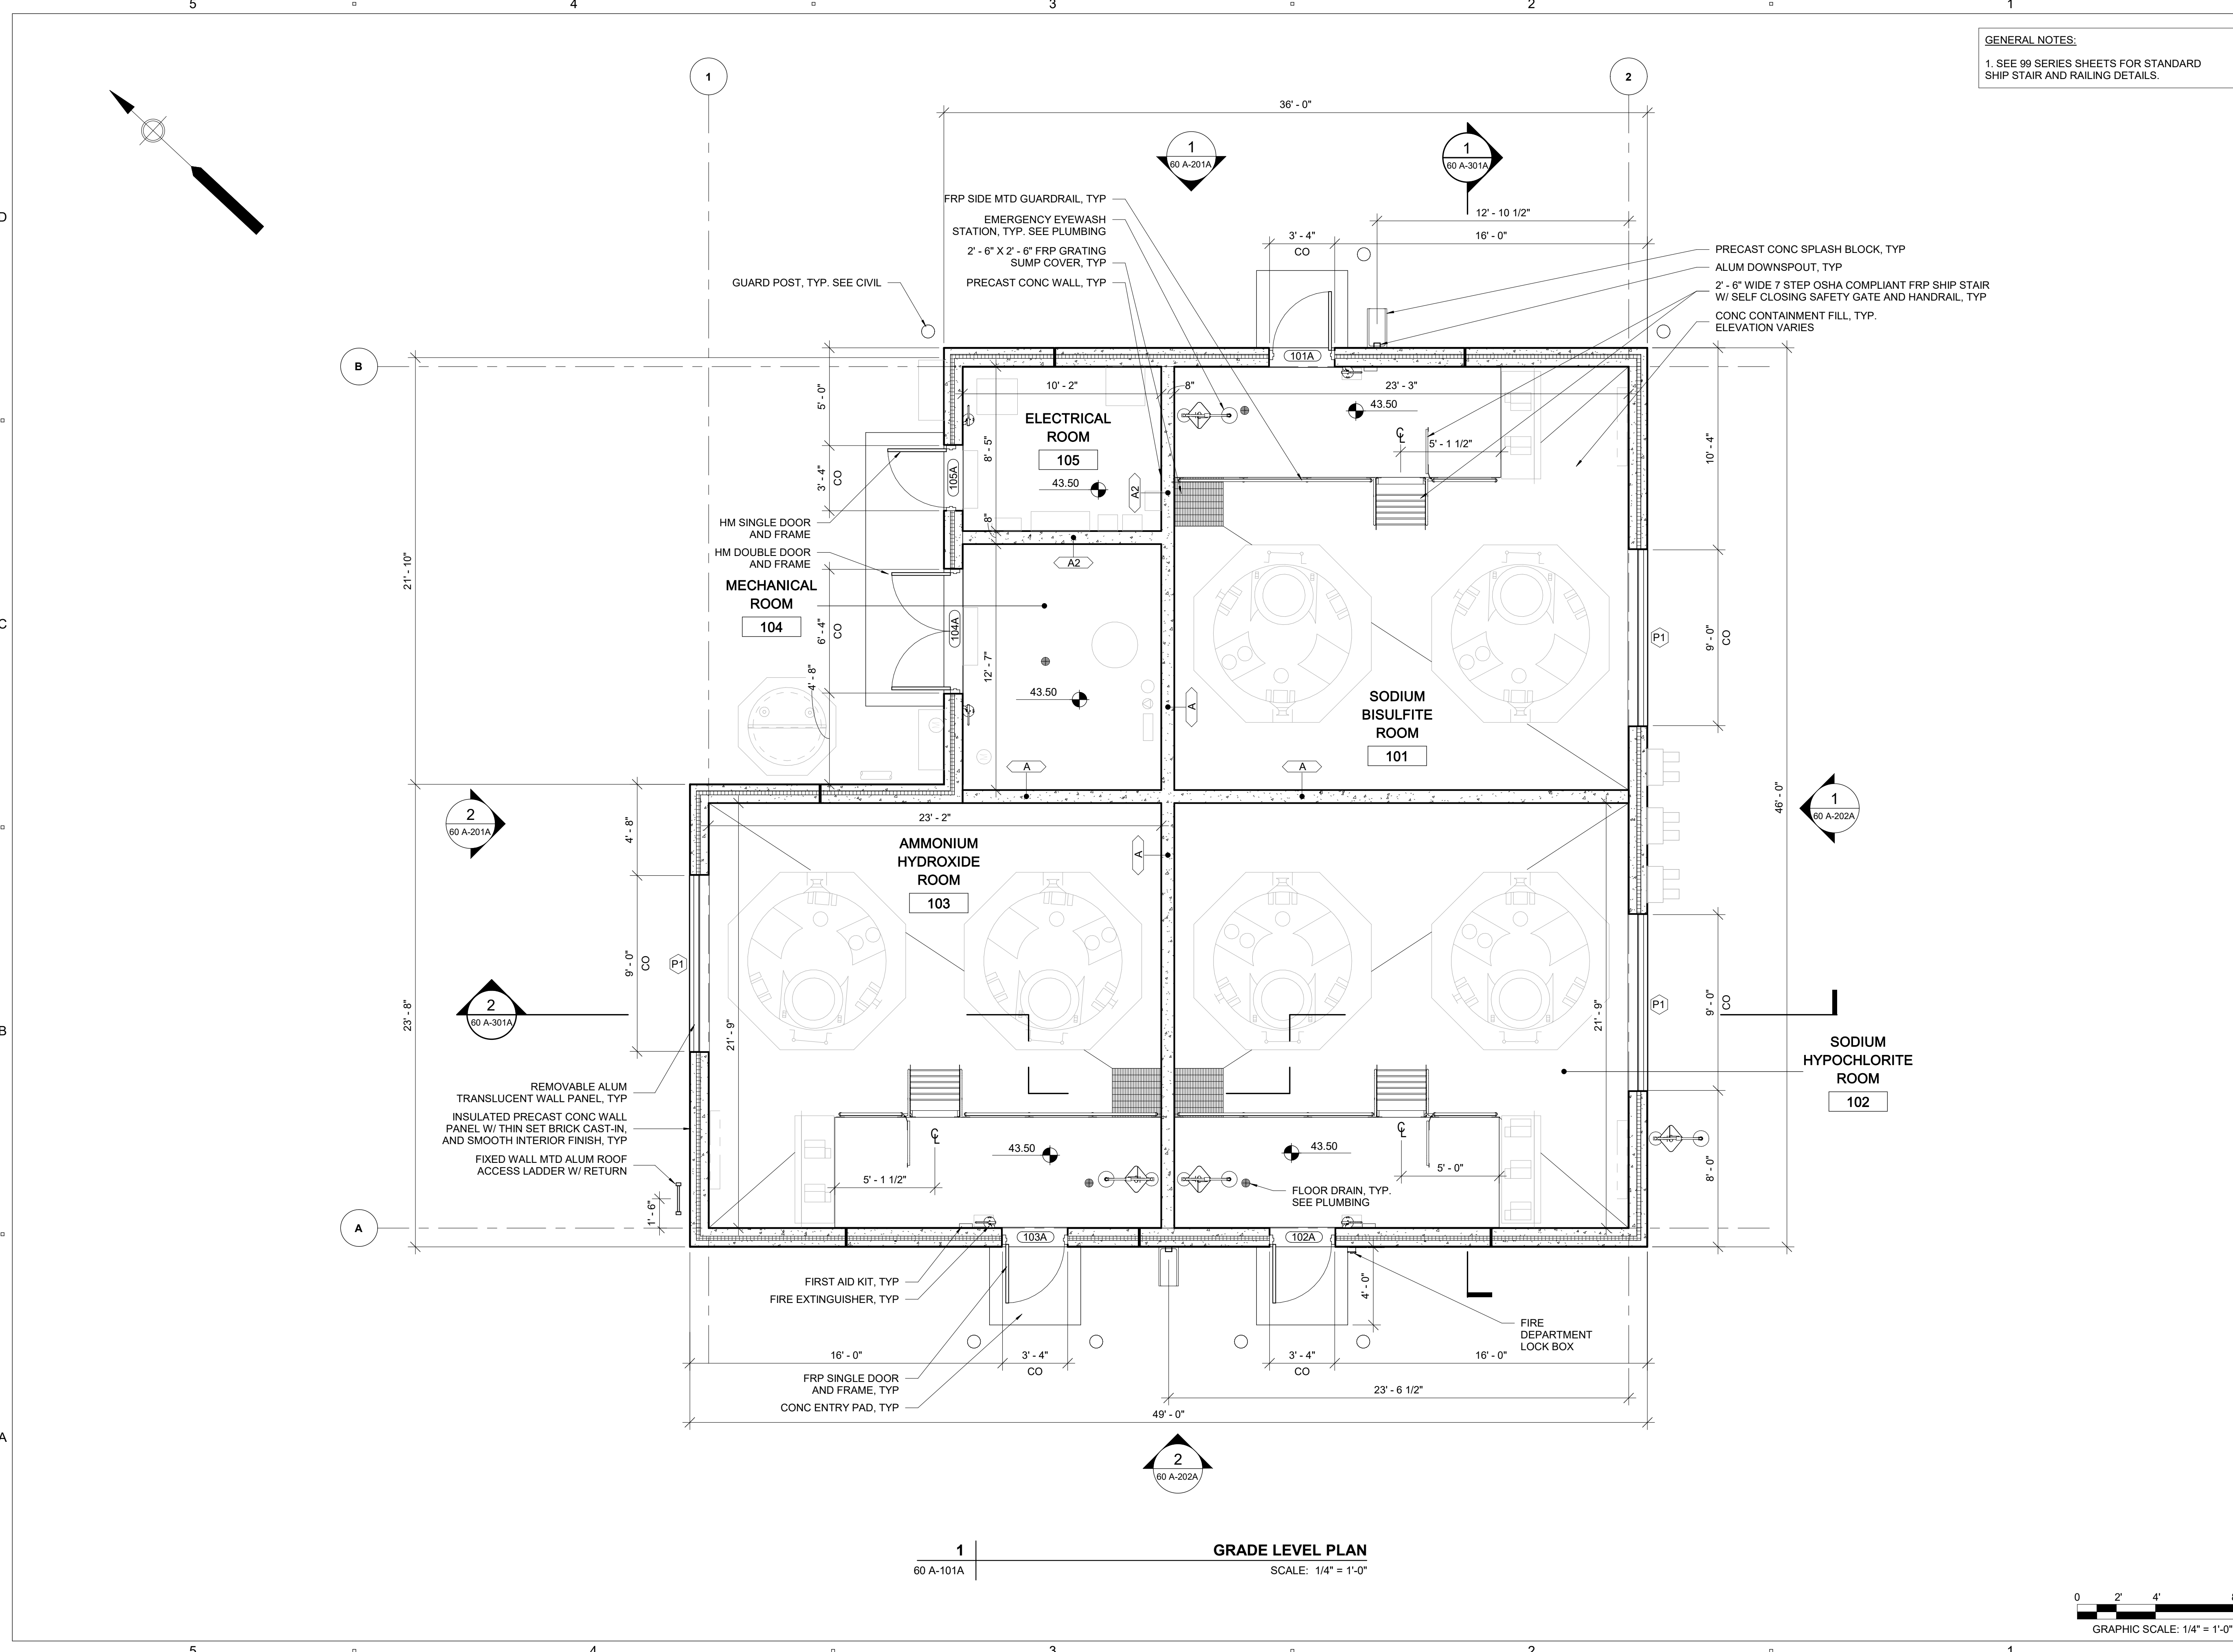 5
4
3
2
1
GENERAL NOTES:
1. SEE 99 SERIES SHEETS FOR STANDARD
SHIP STAIR AND RAILING DETAILS.
1
2
36' - 0"
1
60 A-201A
1
60 A-301A
D
FRP SIDE MTD GUARDRAIL, TYP
EMERGENCY EYEWASH
STATION, TYP. SEE PLUMBING
2' - 6" X 2' - 6" FRP GRATING
SUMP COVER, TYP
PRECAST CONC WALL, TYP
GUARD POST, TYP. SEE CIVIL
12' - 10 1/2"
3' - 4"
CO
16' - 0"
PRECAST CONC SPLASH BLOCK, TYP
ALUM DOWNSPOUT, TYP
2' - 6" WIDE 7 STEP OSHA COMPLIANT FRP SHIP STAIR
W/ SELF CLOSING SAFETY GATE AND HANDRAIL, TYP
CONC CONTAINMENT FILL, TYP.
ELEVATION VARIES
B
101A
5' - 0"
10' - 2"
8"
23' - 3"
43.50
ELECTRICAL
ROOM
105
43.50
8' - 5"
5' - 1 1/2"
10' - 4"
3' - 4"
CO
105A
A2
8"
HM SINGLE DOOR
AND FRAME
HM DOUBLE DOOR
AND FRAME
A2
21' - 10"
MECHANICAL
ROOM
104
C
6' - 4"
CO
104A
4' - 8"
12' - 7"
43.50
A
P1
9' - 0"
CO
SODIUM
BISULFITE
ROOM
101
A
A
46' - 0"
2
60 A-201A
1
60 A-202A
4' - 8"
23' - 2"
AMMONIUM
HYDROXIDE
ROOM
103
A
9' - 0"
CO
P1
23' - 8"
2
60 A-301A
B
21' - 9"
21' - 9"
P1
9' - 0"
CO
SODIUM
HYPOCHLORITE
ROOM
102
REMOVABLE ALUM
TRANSLUCENT WALL PANEL, TYP
INSULATED PRECAST CONC WALL
PANEL W/ THIN SET BRICK CAST-IN,
AND SMOOTH INTERIOR FINISH, TYP
FIXED WALL MTD ALUM ROOF
ACCESS LADDER W/ RETURN
43.50
5' - 1 1/2"
43.50
5' - 0"
FLOOR DRAIN, TYP.
SEE PLUMBING
8' - 0"
1' - 6"
A
103A
102A
FIRST AID KIT, TYP
FIRE EXTINGUISHER, TYP
4' - 0"
FIRE
DEPARTMENT
LOCK BOX
16' - 0"
3' - 4"
CO
3' - 4"
CO
16' - 0"
FRP SINGLE DOOR
AND FRAME, TYP
CONC ENTRY PAD, TYP
23' - 6 1/2"
49' - 0"
A
2
60 A-202A
1
60 A-101A
GRADE LEVEL PLAN
SCALE: 1/4" = 1'-0"
0
2'
4'
GRAPHIC SCALE: 1/4" = 1'-0"
5
4
3
2
1